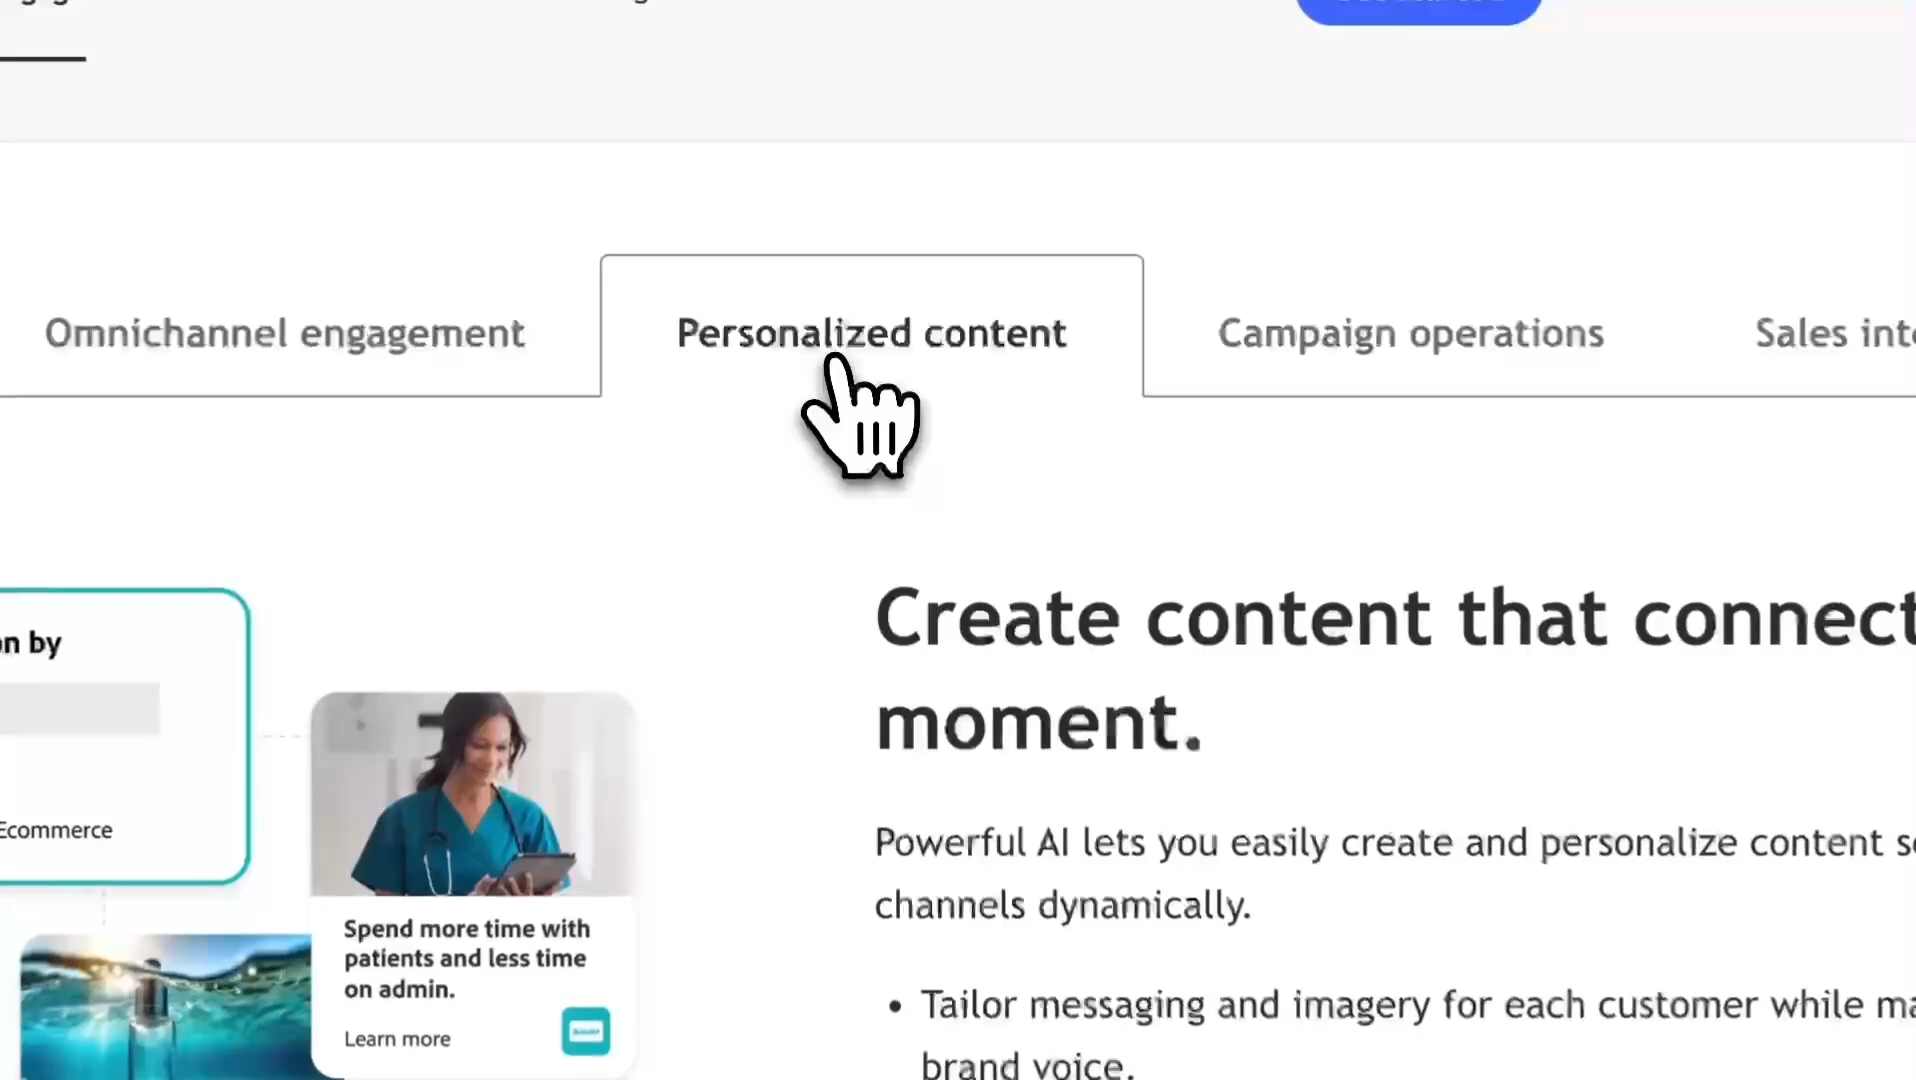 Omnichannel engagement
Personalized content
Campaign operations
Sales
Create content that connect
moment.
Powerful AI lets you easily create and personalize content
channels dynamically.
• Tailor messaging and imagery for each customer while
brand voice.
by
Ecommerce
Spend more time with
patients and less time
on admin.
Learn more